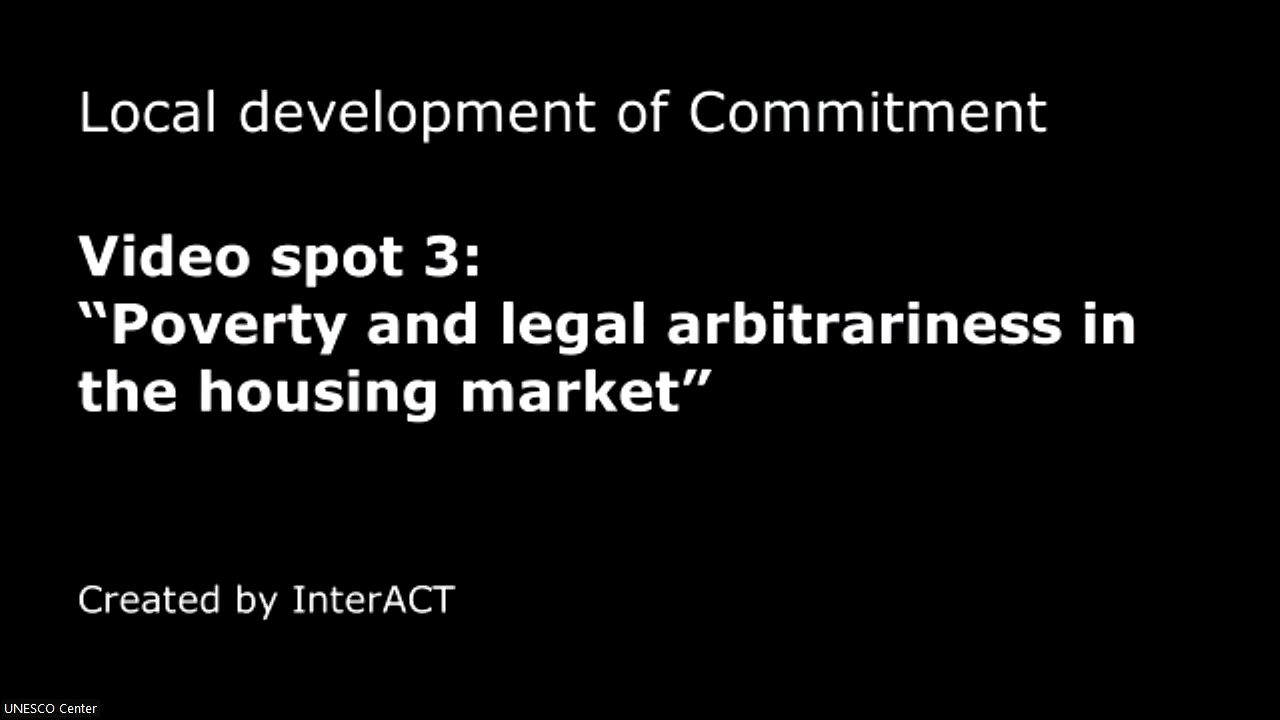 Local development of Commitment
Video spot 3:
“Poverty and legal arbitrariness in
the housing market”
Created by InterACT
UNESCO Center